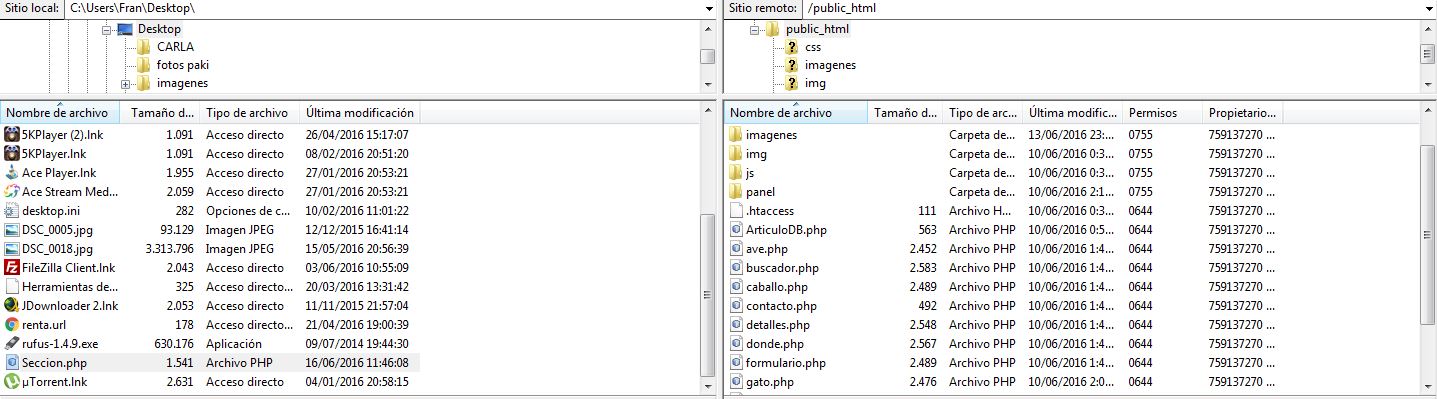 Sitio local: C:\Users\Fran\Desktop\
Desktop
CARLA
fotos paki
imagenes
Nombre de archivo Tamaño d... Tipo de archivo Última modificación
5KPlayer (2).lnk 1.091 Acceso directo 26/04/2016 15:17:07
5KPlayer.lnk 1.091 Acceso directo 08/02/2016 20:51:20
Ace Player.lnk 1.955 Acceso directo 27/01/2016 20:53:21
Ace Stream Med... 2.059 Acceso directo 27/01/2016 20:53:21
desktop.ini 282 Opciones de c... 10/02/2016 11:01:22
DSC_0005.jpg 93.129 Imagen JPEG 12/12/2015 16:41:14
DSC_0018.jpg 3.313.796 Imagen JPEG 15/05/2016 20:56:39
FileZilla Client.lnk 2.043 Acceso directo 03/06/2016 10:55:09
Herramientas de... 325 Acceso directo 20/03/2016 13:31:42
JDownloader 2.lnk 2.053 Acceso directo 11/11/2015 21:57:04
renta.url 178 Acceso directo... 21/04/2016 19:00:39
rufus-1.4.9.exe 630.176 Aplicación 09/07/2014 19:44:30
Seccion.php 1.541 Archivo PHP 16/06/2016 11:46:08
µTorrent.lnk 2.631 Acceso directo 04/01/2016 20:58:15
Sitio remoto: /public_html
public_html
css
imagenes
img
Nombre de archivo Tamaño d... Tipo de arc... Última modific... Permisos Propietario...
imagenes Carpeta de... 13/06/2016 23:... 0755 759137270 ...
img Carpeta de... 10/06/2016 0:3... 0755 759137270 ...
js Carpeta de... 10/06/2016 0:3... 0755 759137270 ...
panel Carpeta de... 10/06/2016 2:1... 0755 759137270 ...
.htaccess 111 Archivo H... 10/06/2016 0:3... 0644 759137270 ...
ArticuloDB.php 563 Archivo PHP 10/06/2016 0:5... 0644 759137270 ...
ave.php 2.452 Archivo PHP 10/06/2016 1:4... 0644 759137270 ...
buscador.php 2.583 Archivo PHP 10/06/2016 1:4... 0644 759137270 ...
caballo.php 2.489 Archivo PHP 10/06/2016 1:4... 0644 759137270 ...
contacto.php 492 Archivo PHP 10/06/2016 1:4... 0644 759137270 ...
detalles.php 2.548 Archivo PHP 10/06/2016 1:4... 0644 759137270 ...
donde.php 2.567 Archivo PHP 10/06/2016 1:4... 0644 759137270 ...
formulario.php 2.489 Archivo PHP 10/06/2016 1:4... 0644 759137270 ...
gato.php 2.476 Archivo PHP 10/06/2016 2:0... 0644 759137270 ...